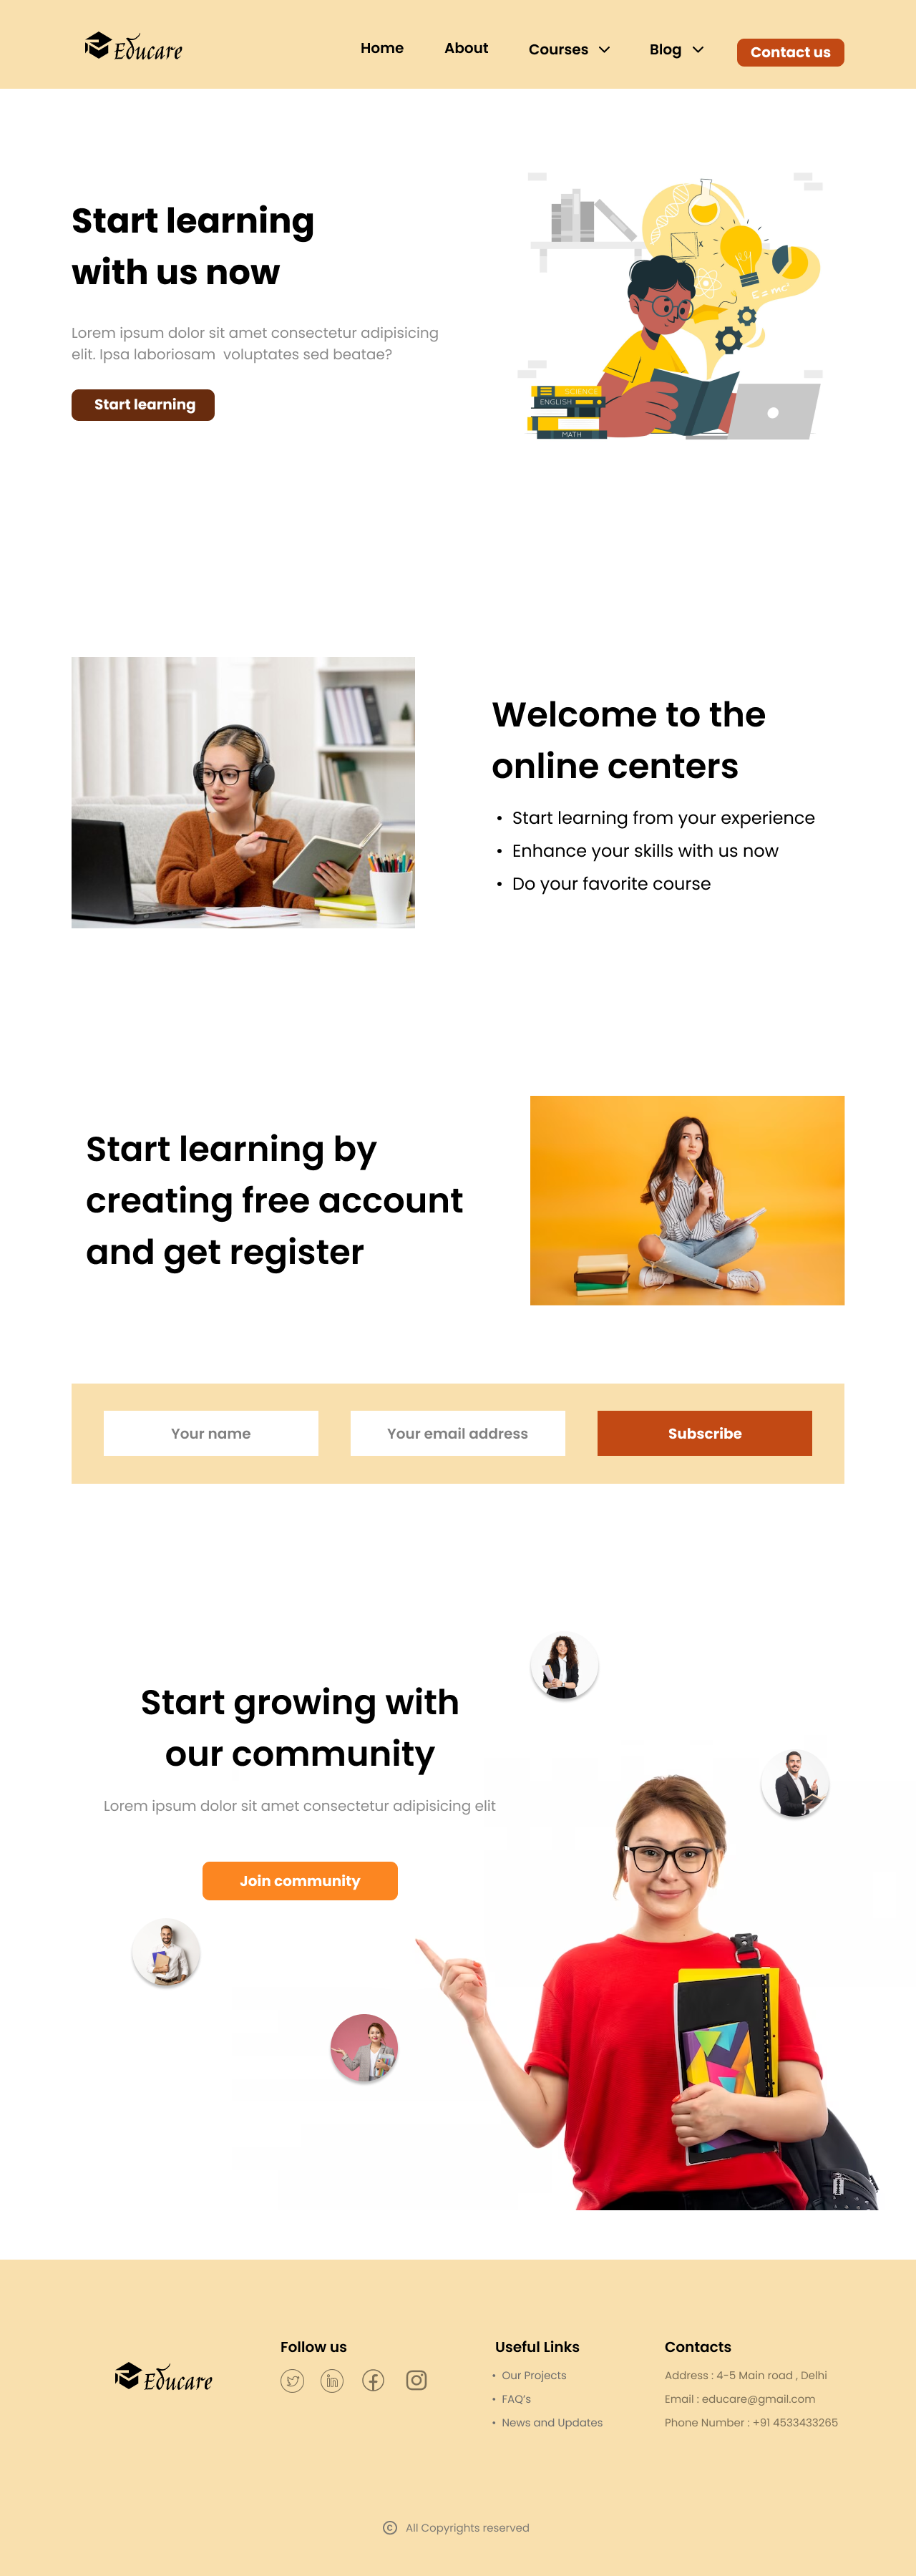 Educare
Home
About
Courses
Blog
Contact us
Start learning
with us now
Lorem ipsum dolor sit amet consectetur adipisicing
elit. Ipsa laboriosam voluptates sed beatae?
Start learning
x
E=mc²
SCIENCE
ENGLISH
MATH
Welcome to the
online centers
• Start learning from your experience
• Enhance your skills with us now
• Do your favorite course
Start learning by
creating free account
and get register
Your name
Your email address
Subscribe
Start growing with
our community
Lorem ipsum dolor sit amet consectetur adipisicing elit
Join community
Educare
Follow us
Useful Links
• Our Projects
• FAQ's
• News and Updates
Contacts
Address : 4-5 Main road , Delhi
Email : educare@gmail.com
Phone Number : +91 4533433265
© All Copyrights reserved